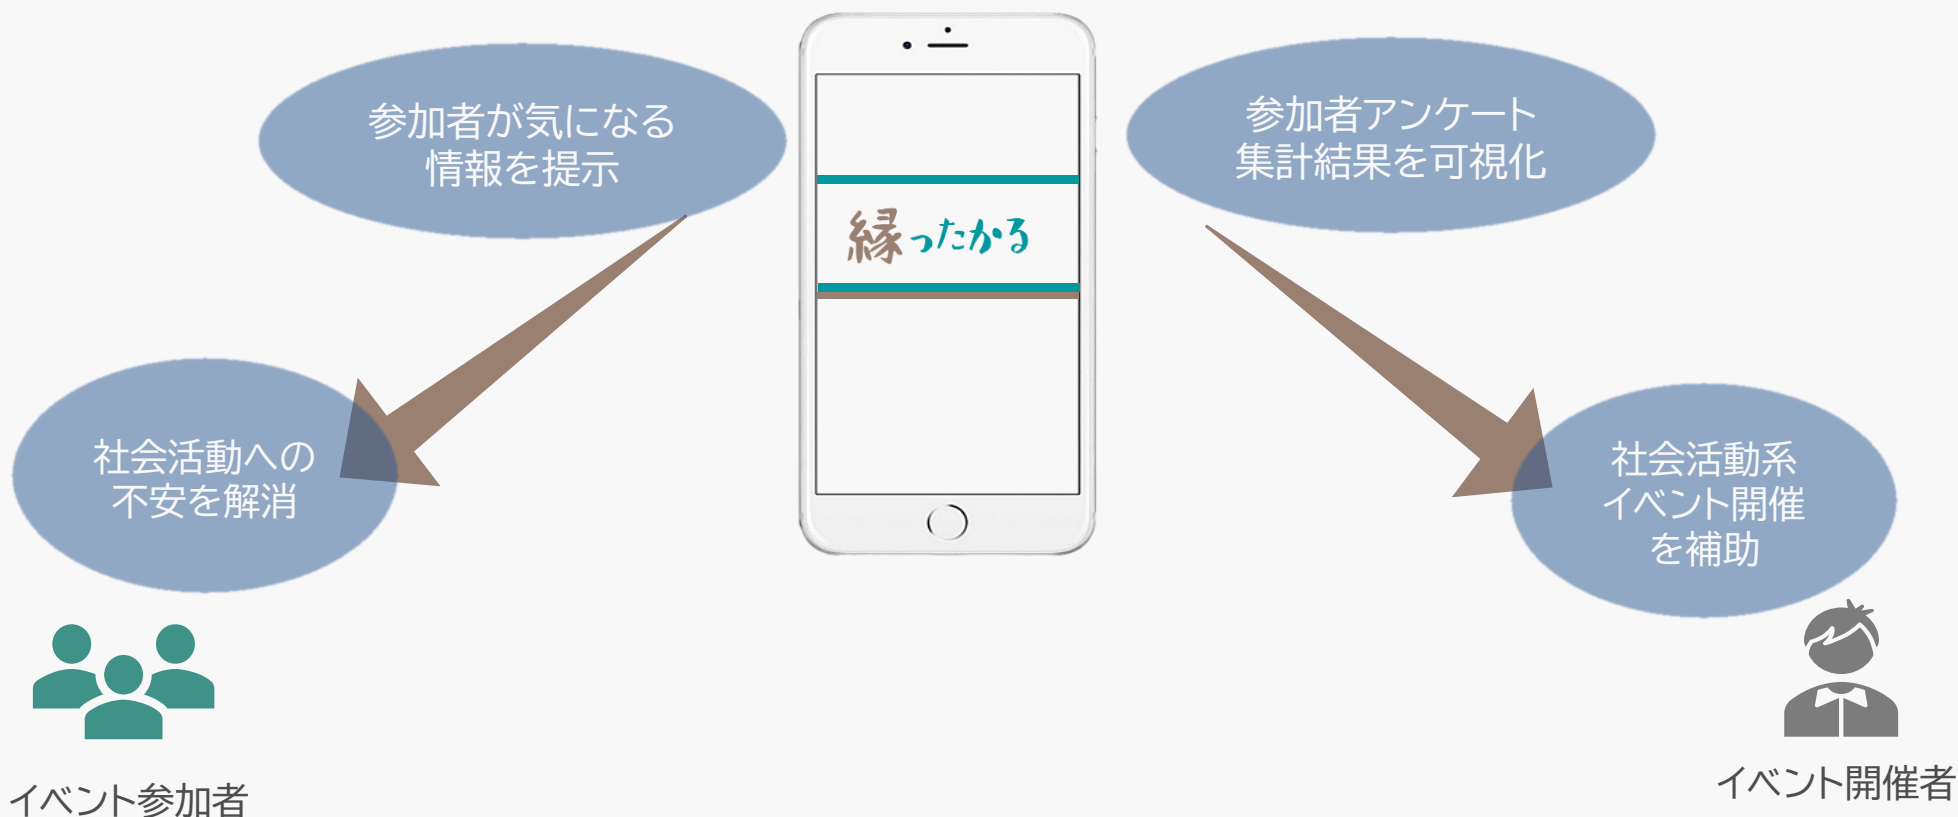 参加者が気になる
情報を提示
参加者アンケート
集計結果を可視化
縁ったかる
社会活動への
不安を解消
社会活動系
イベント開催
を補助
イベント参加者
イベント開催者